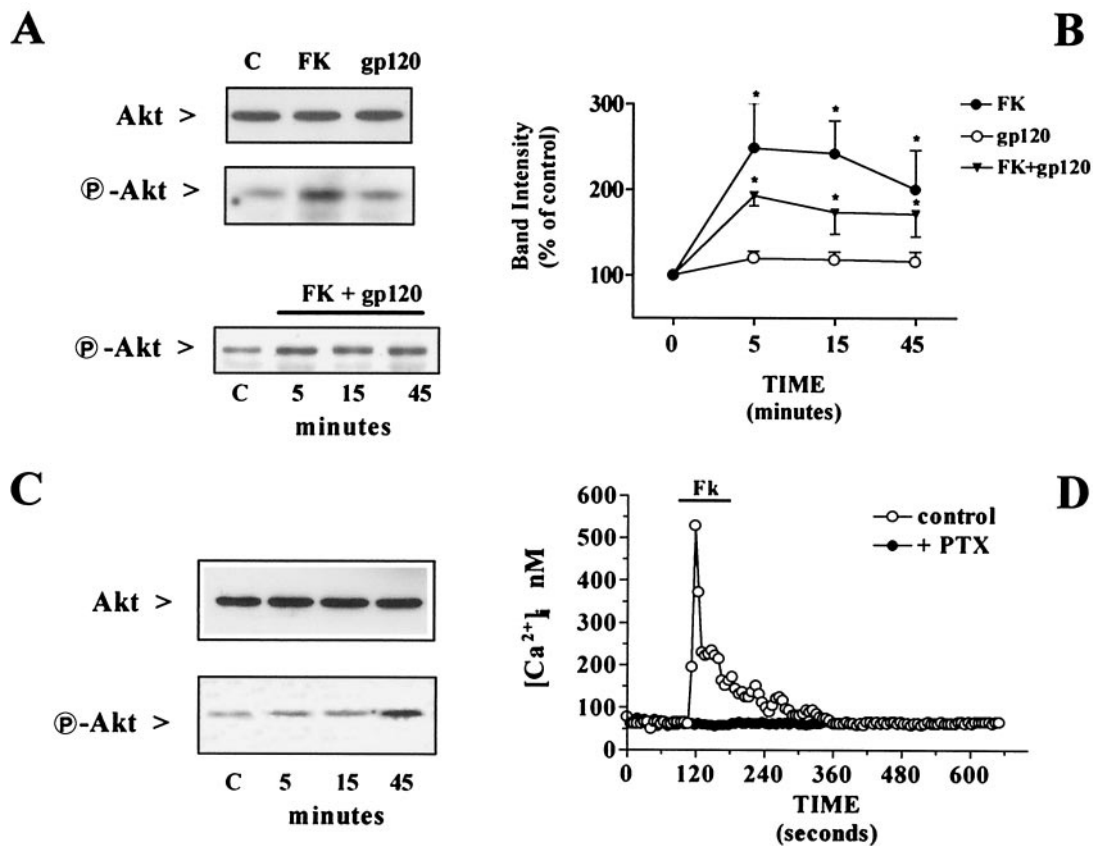 A
C FK gp120
Akt >
Ⓟ-Akt >
FK + gp120
Ⓟ-Akt >
C 5 15 45
minutes
B
300
200
100
Band Intensity
(% of control)
* * *
* * *
FK
gp120
FK+gp120
0 5 15 45
TIME
(minutes)
C
Akt >
Ⓟ-Akt >
C 5 15 45
minutes
D
Fk
control
+ PTX
600
500
400
300
200
100
0
[Ca2+]i nM
0 120 240 360 480 600
TIME
(seconds)